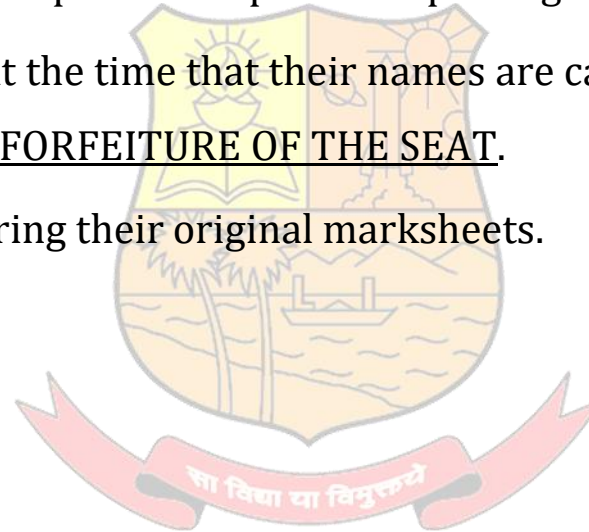 t the time that their names are ca
FORFEITURE OF THE SEAT.
ring their original marksheets.
सा विद्या या विमुक्तये